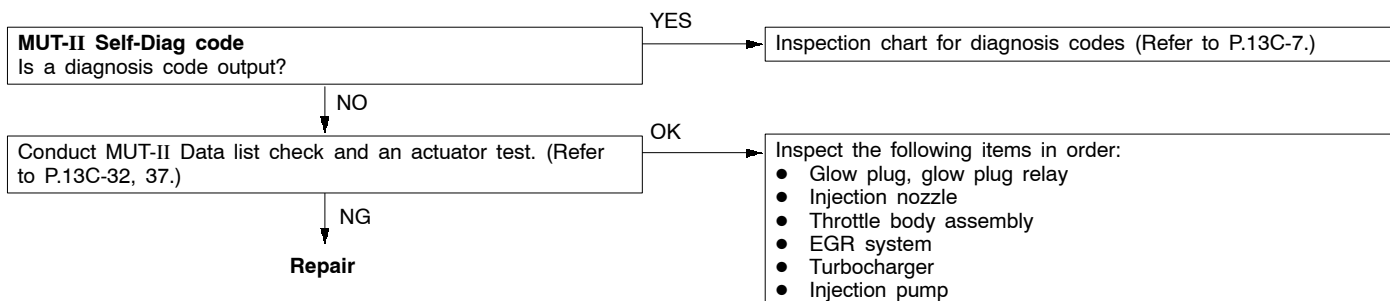 YES
MUT-II Self-Diag code
Is a diagnosis code output?
Inspection chart for diagnosis codes (Refer to P.13C-7.)
NO
OK
Conduct MUT-II Data list check and an actuator test. (Refer
to P.13C-32, 37.)
Inspect the following items in order:
● Glow plug, glow plug relay
● Injection nozzle
● Throttle body assembly
● EGR system
● Turbocharger
● Injection pump
NG
Repair